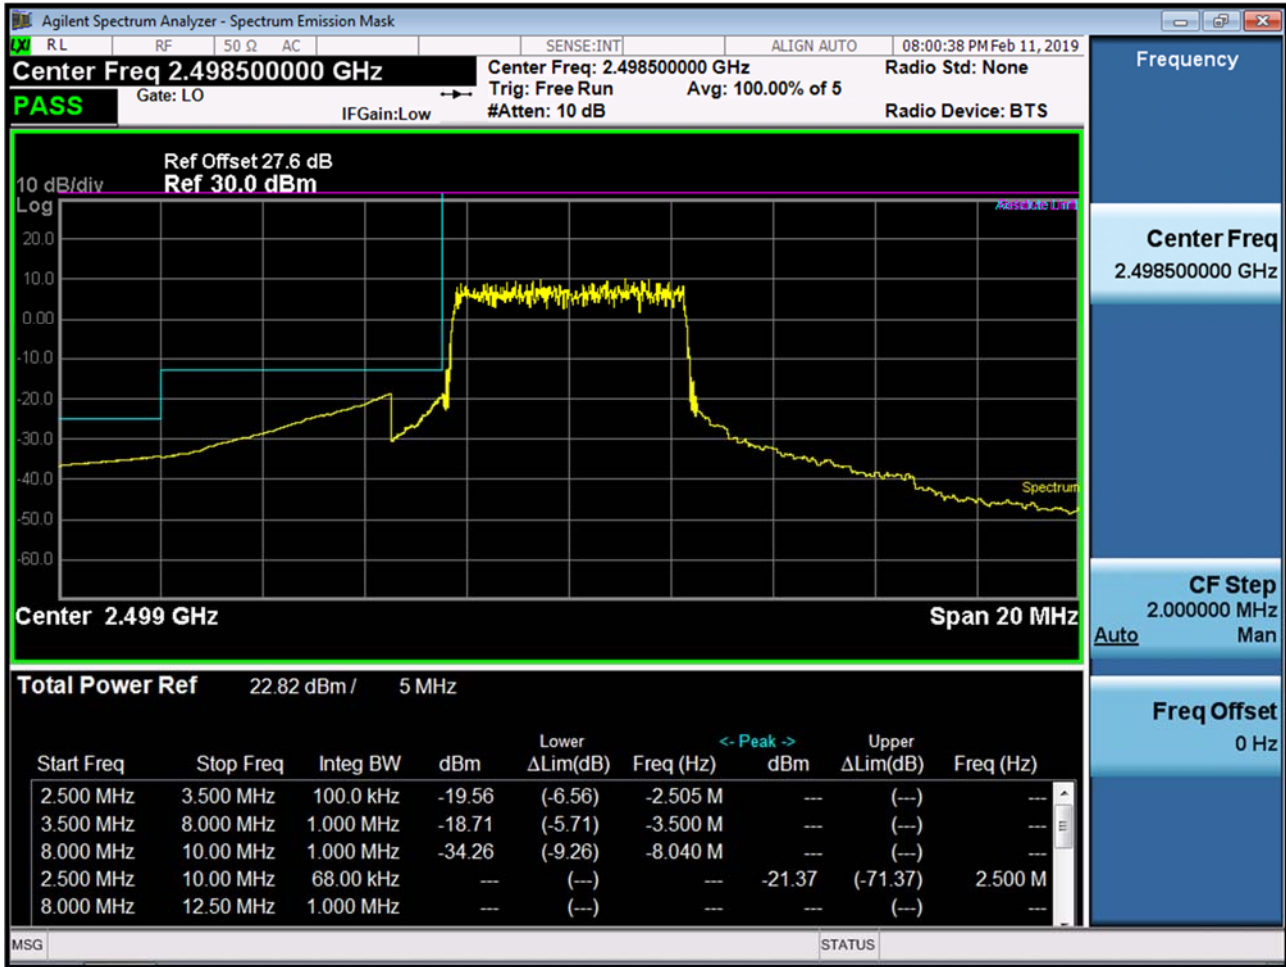 Agilent Spectrum Analyzer - Spectrum Emission Mask
LXI RL RF 50 Ω AC SENSE:INT ALIGN AUTO 08:00:38 PM Feb 11, 2019
Center Freq 2.498500000 GHz
Center Freq: 2.498500000 GHz Radio Std: None
Gate: LO Trig: Free Run Avg: 100.00% of 5
PASS IFGain:Low #Atten: 10 dB Radio Device: BTS
Ref Offset 27.6 dB
10 dB/div Ref 30.0 dBm
Log
20.0
10.0
0.00
-10.0
-20.0
-30.0
-40.0
Spectrum
-50.0
-60.0
Center 2.499 GHz Span 20 MHz
Total Power Ref 22.82 dBm / 5 MHz
Lower <- Peak -> Upper
Start Freq Stop Freq Integ BW dBm ΔLim(dB) Freq (Hz) dBm ΔLim(dB) Freq (Hz)
2.500 MHz 3.500 MHz 100.0 kHz -19.56 (-6.56) -2.505 M --- (---) ---
3.500 MHz 8.000 MHz 1.000 MHz -18.71 (-5.71) -3.500 M --- (---) ---
8.000 MHz 10.00 MHz 1.000 MHz -34.26 (-9.26) -8.040 M --- (---) ---
2.500 MHz 10.00 MHz 68.00 kHz --- (---) --- -21.37 (-71.37) 2.500 M
8.000 MHz 12.50 MHz 1.000 MHz --- (---) --- --- (---) ---
MSG STATUS
Frequency
Center Freq
2.498500000 GHz
CF Step
2.000000 MHz
Auto Man
Freq Offset
0 Hz